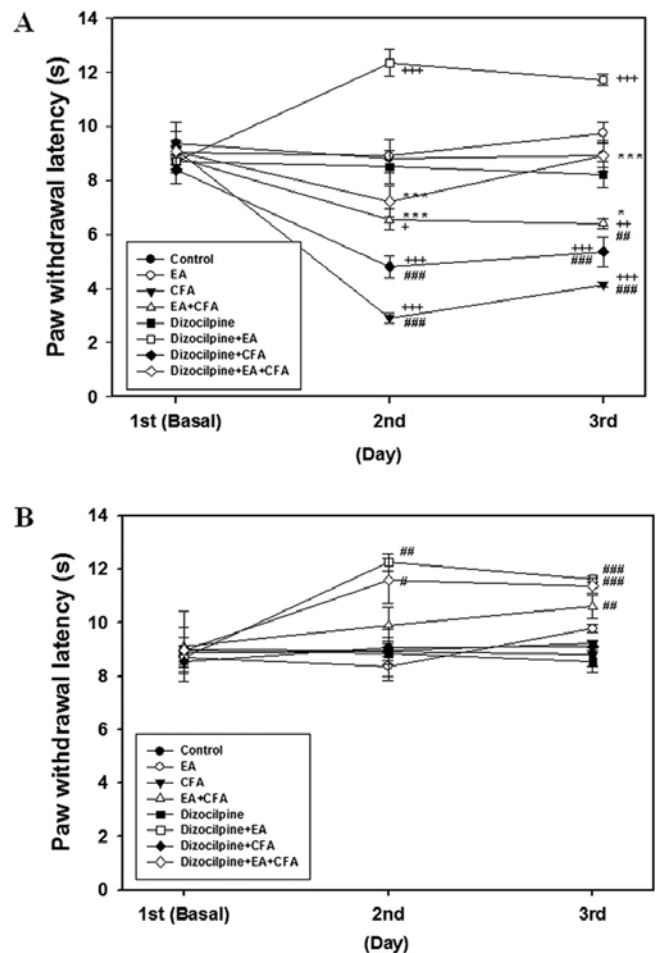 A
Paw withdrawal latency (s)
14
12
10
8
6
4
2
0
+++
+++
***
***
***
+
*
++
##
+++
###
+++
###
+++
###
+++
###
Control
EA
CFA
EA+CFA
Dizocilpine
Dizocilpine+EA
Dizocilpine+CFA
Dizocilpine+EA+CFA
1st (Basal)
2nd
3rd
(Day)
B
Paw withdrawal latency (s)
14
12
10
8
6
4
2
0
##
#
###
###
##
Control
EA
CFA
EA+CFA
Dizocilpine
Dizocilpine+EA
Dizocilpine+CFA
Dizocilpine+EA+CFA
1st (Basal)
2nd
3rd
(Day)